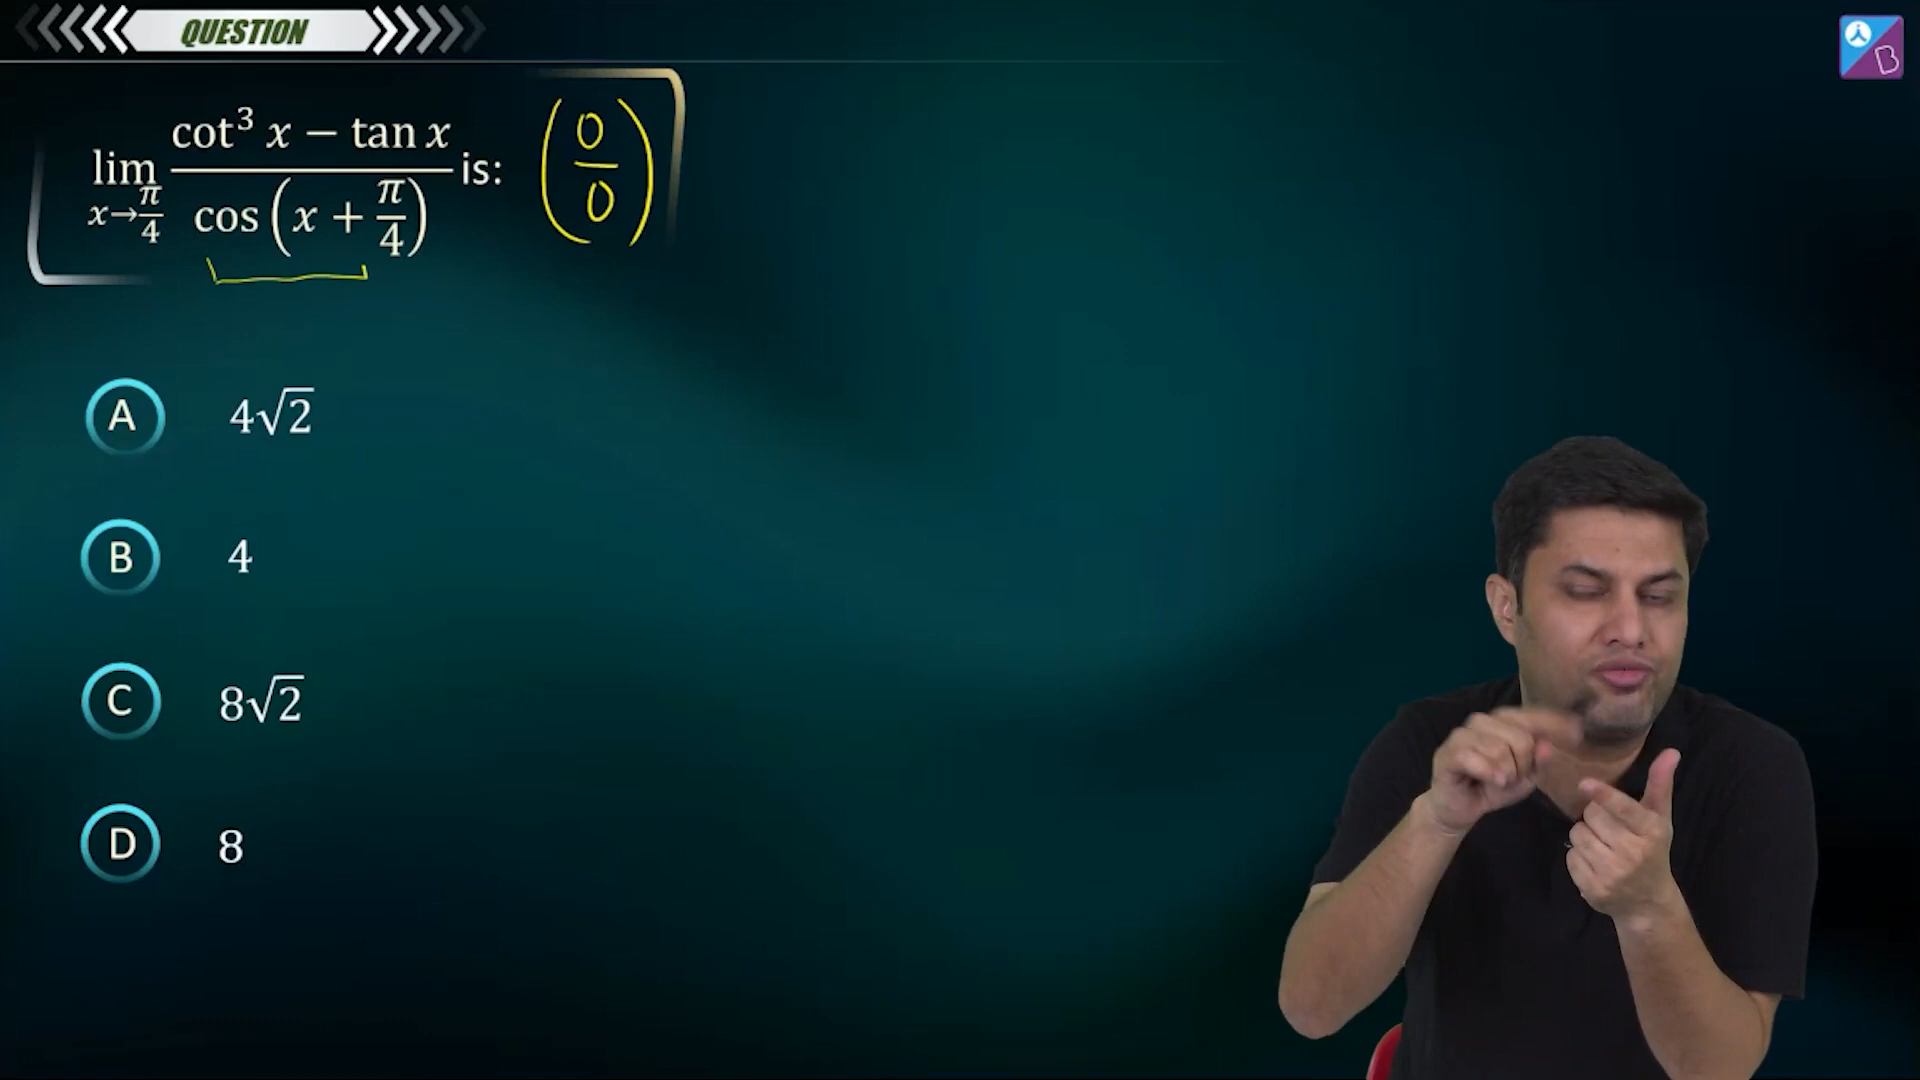 QUESTION
lim x→π/4 (cot³ x − tan x) / (cos (x + π/4)) is: (0/0)
A 4√2
B 4
C 8√2
D 8
B